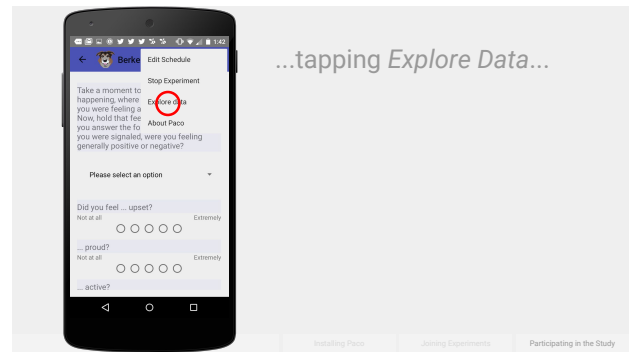 1:42
Berke
Edit Schedule
Stop Experiment
Explore data
About Paco
Take a moment to
happening, where
you were feeling a
Now, hold that fee
you answer the fo
you were signaled, were you feeling
generally positive or negative?
Please select an option
Did you feel ... upset?
Not at all Extremely
... proud?
Not at all Extremely
... active?
...tapping Explore Data...
Installing Paco
Joining Experiments
Participating in the Study